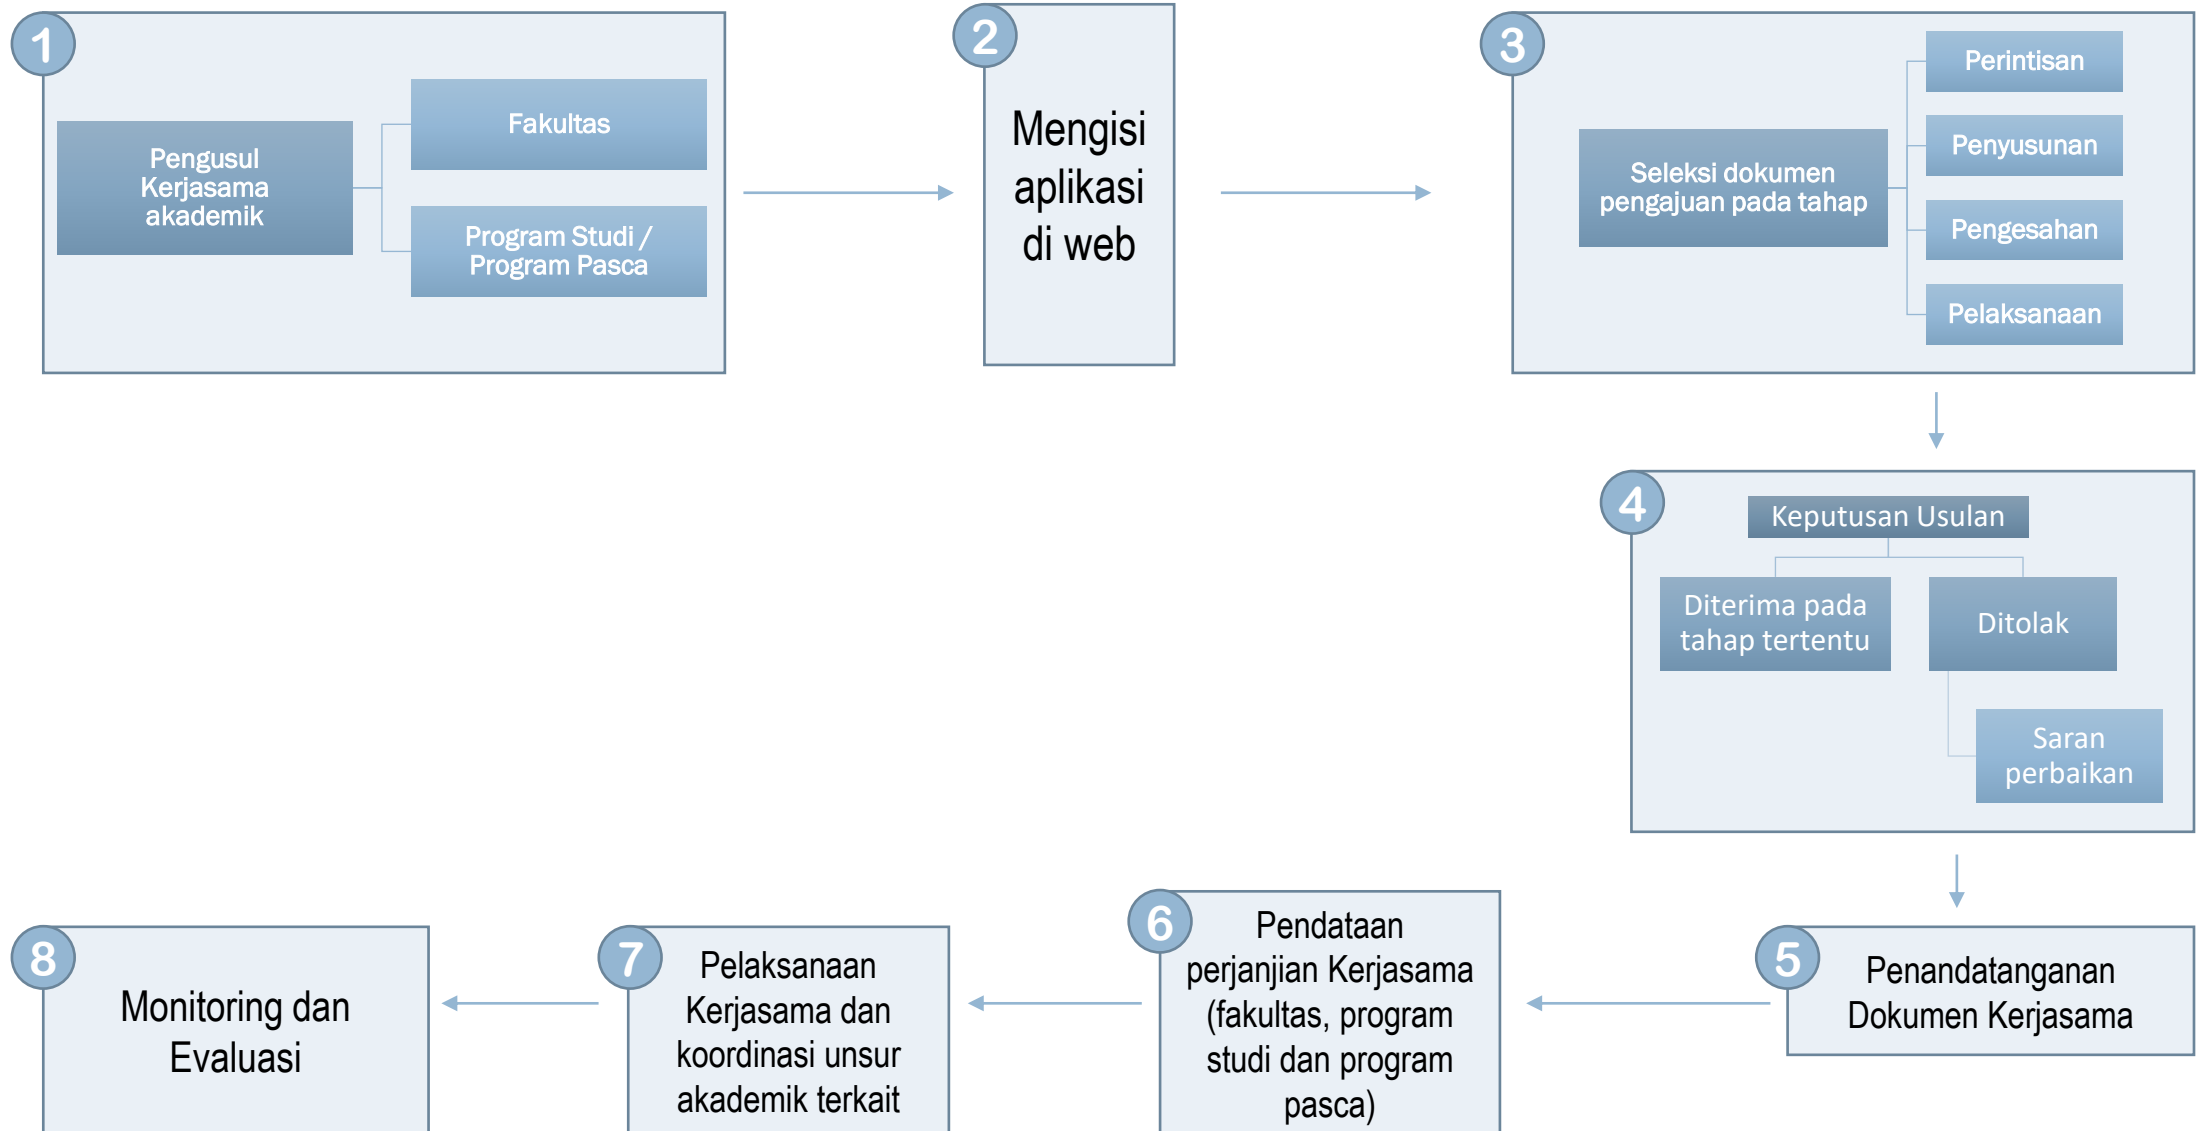 1
Pengusul
Kerjasama
akademik
Fakultas
Program Studi /
Program Pasca
2
Mengisi
aplikasi
di web
3
Seleksi dokumen
pengajuan pada tahap
Perintisan
Penyusunan
Pengesahan
Pelaksanaan
4
Keputusan Usulan
Diterima pada
tahap tertentu
Ditolak
Saran
perbaikan
5
Penandatanganan
Dokumen Kerjasama
6
Pendataan
perjanjian Kerjasama
(fakultas, program
studi dan program
pasca)
7
Pelaksanaan
Kerjasama dan
koordinasi unsur
akademik terkait
8
Monitoring dan
Evaluasi